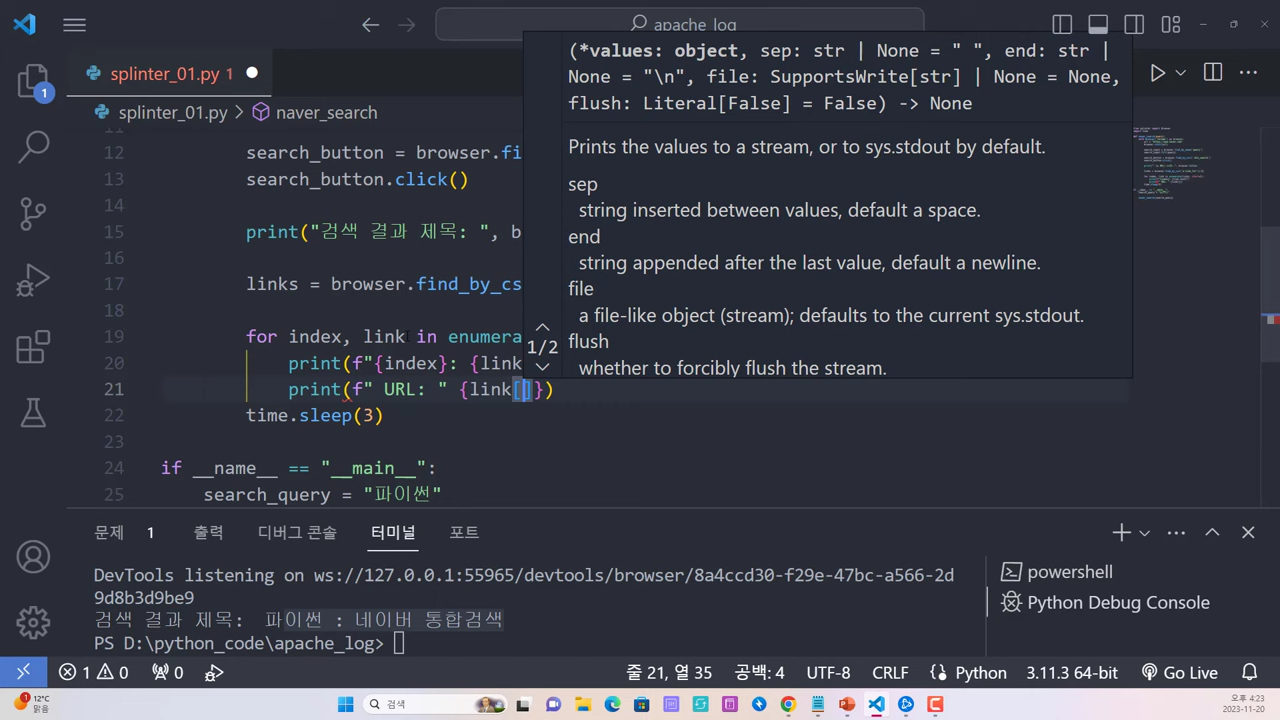 apache_log
splinter_01.py 1
splinter_01.py > naver_search
(*values: object, sep: str | None = " ", end: str |
None = "\n", file: SupportsWrite[str] | None = None,
flush: Literal[False] = False) -> None
Prints the values to a stream, or to sys.stdout by default.
sep
string inserted between values, default a space.
end
string appended after the last value, default a newline.
file
a file-like object (stream); defaults to the current sys.stdout.
flush
whether to forcibly flush the stream.
1/2
11
12 search_button = browser.fi
13 search_button.click()
14
15 print("검색 결과 제목: ", b
16
17 links = browser.find_by_cs
18
19 for index, link in enumera
20 print(f"{index}: {link
21 print(f" URL: " {link[]})
22 time.sleep(3)
23
24 if __name__ == "__main__":
25 search_query = "파이썬"
문제 1 출력 디버그 콘솔 터미널 포트
DevTools listening on ws://127.0.0.1:55965/devtools/browser/8a4ccd30-f29e-47bc-a566-2d
9d8b3d9be9
검색 결과 제목: 파이썬 : 네이버 통합검색
PS D:\python_code\apache_log>
powershell
Python Debug Console
1 0 0 줄 21, 열 35 공백: 4 UTF-8 CRLF Python 3.11.3 64-bit Go Live
12°C
맑음
검색
오후 4:23
2023-11-20